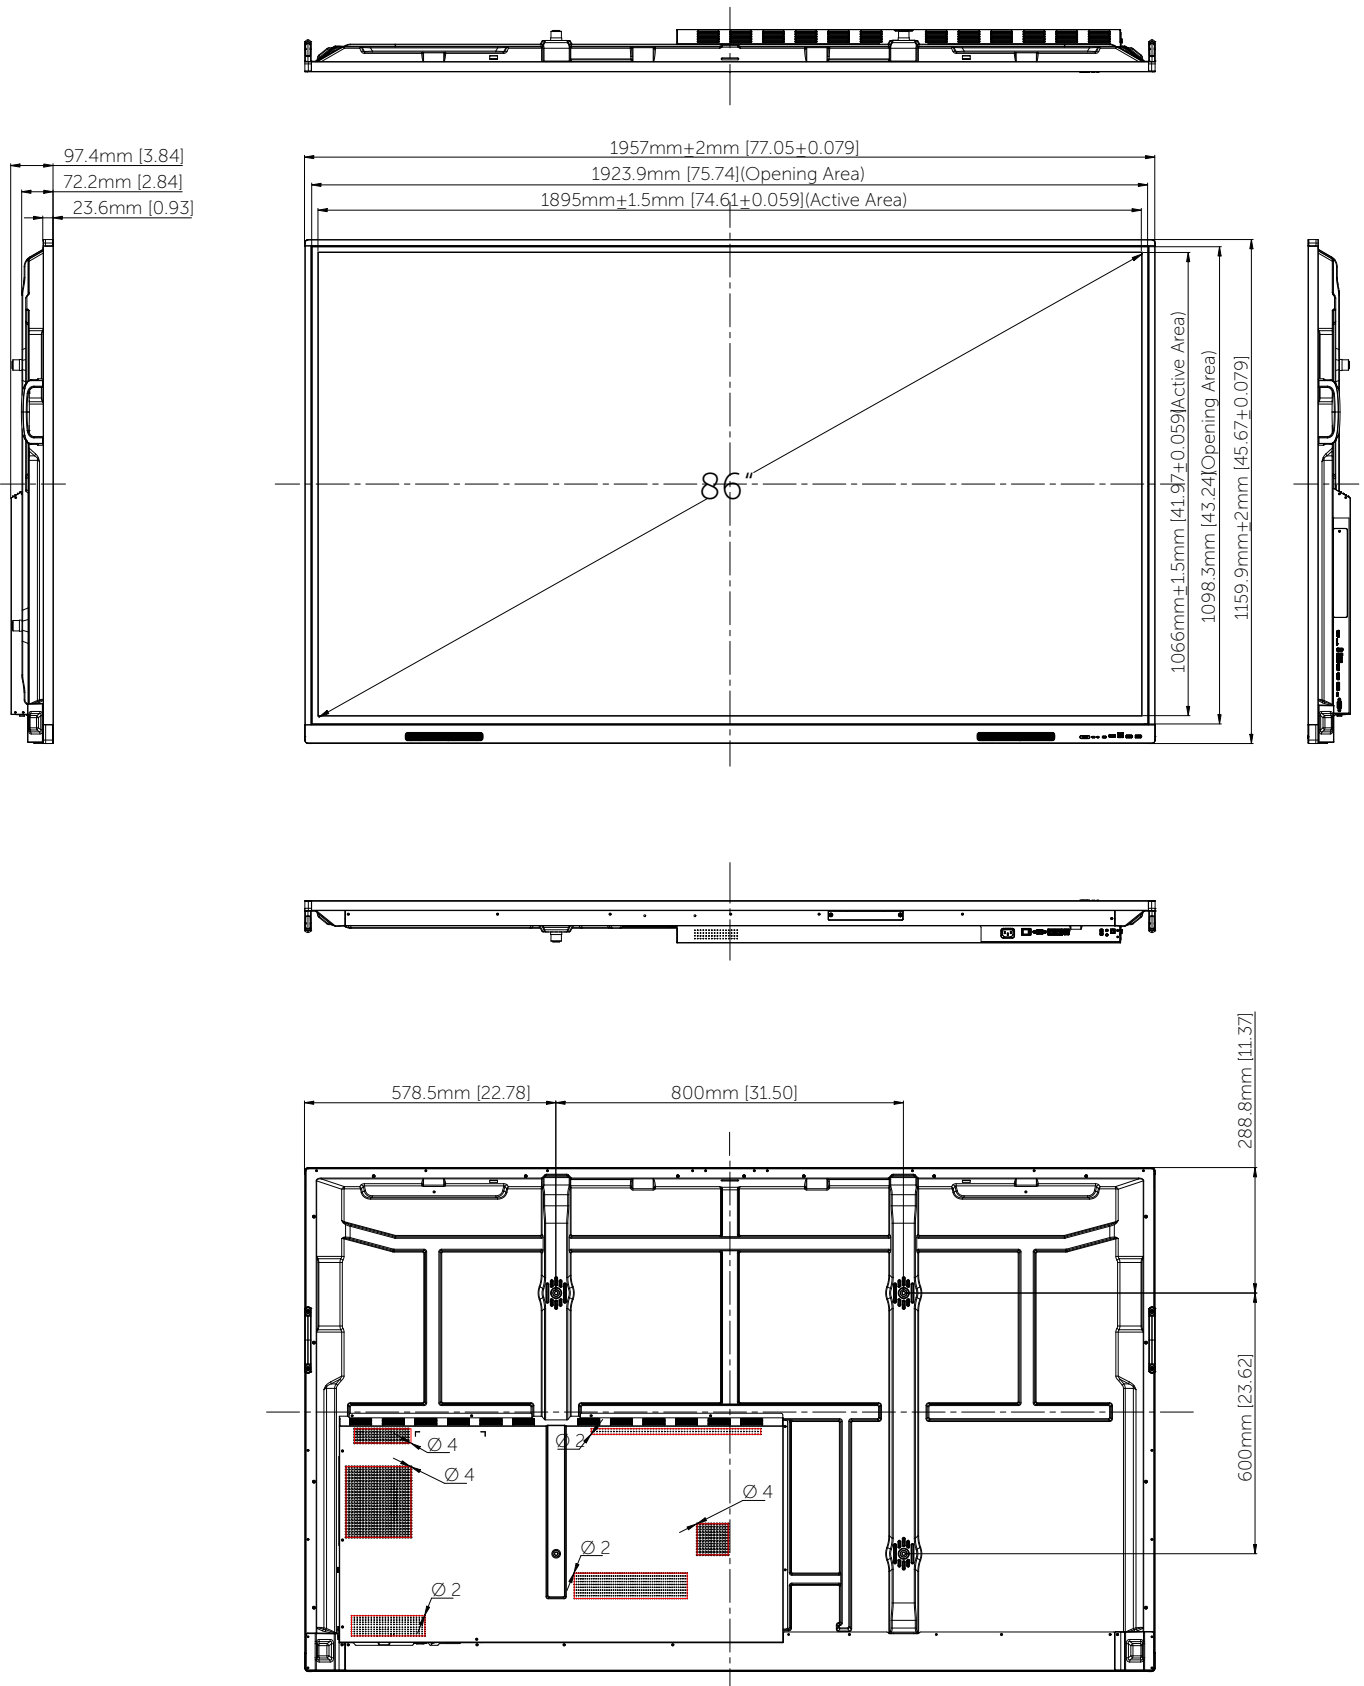 97.4mm [3.84]
72.2mm [2.84]
23.6mm [0.93]
1957mm±2mm [77.05±0.079]
1923.9mm [75.74](Opening Area)
1895mm±1.5mm [74.61±0.059](Active Area)
86"
1066mm±1.5mm [41.97±0.059](Active Area)
1098.3mm [43.24](Opening Area)
1159.9mm±2mm [45.67±0.079]
578.5mm [22.78]
800mm [31.50]
288.8mm [11.37]
600mm [23.62]
Ø 4
Ø 2
Ø 4
Ø 4
Ø 2
Ø 2